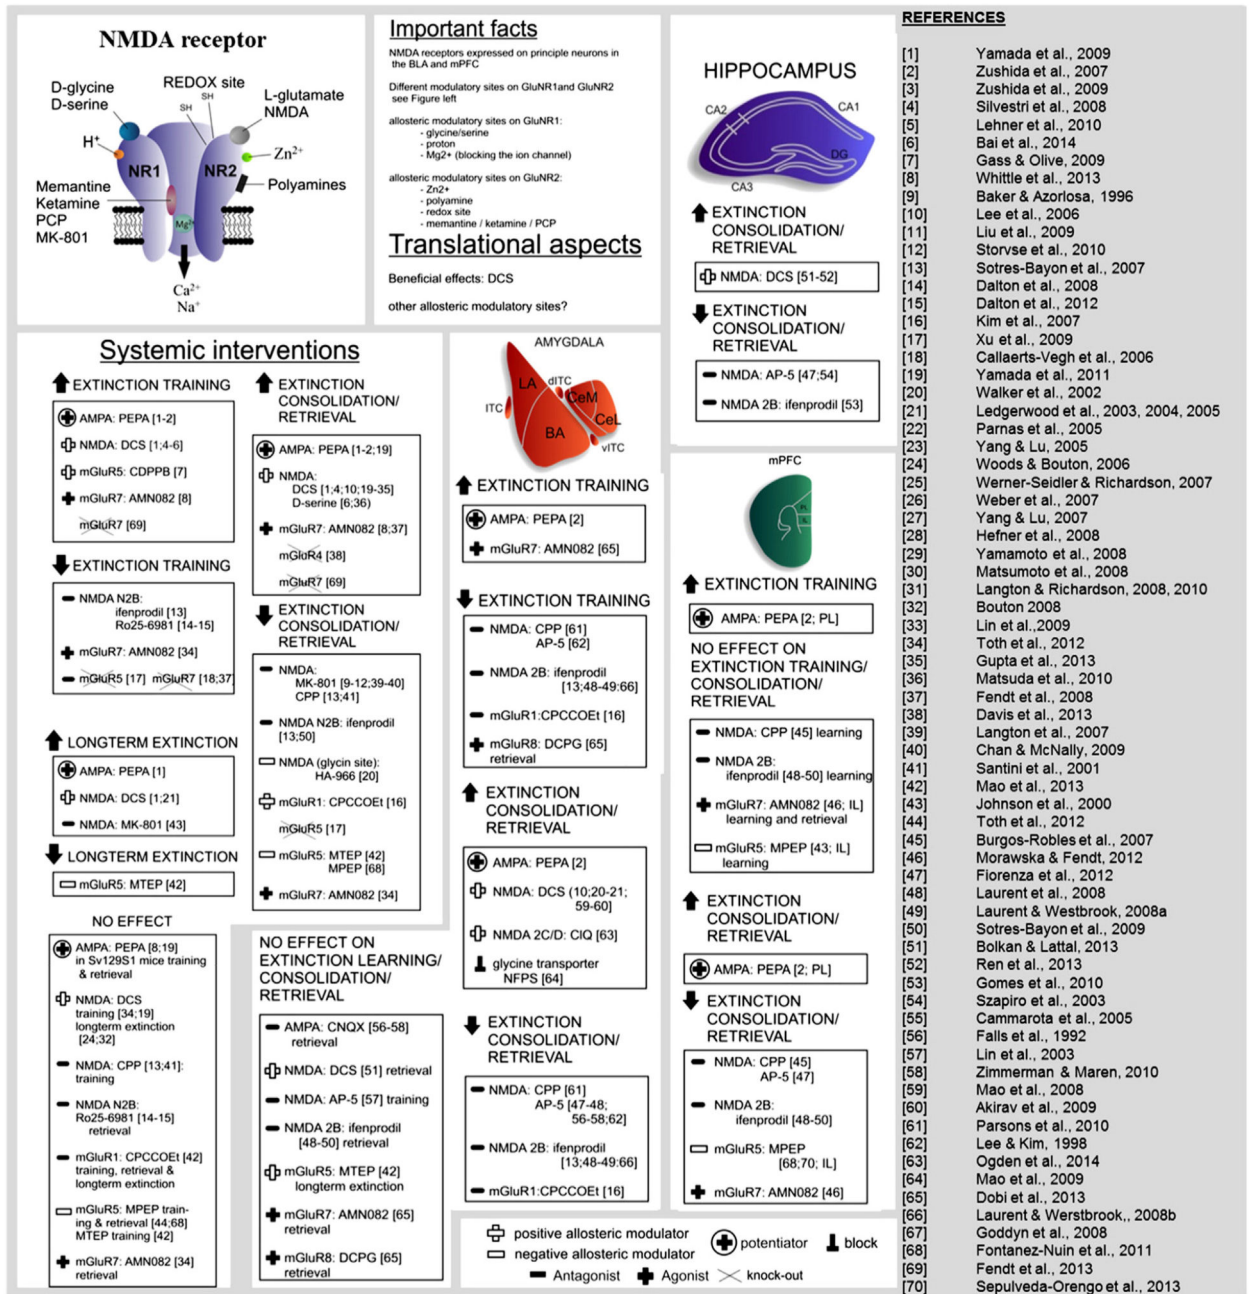 NMDA receptor
D-glycine
D-serine
REDOX site
SH
SH
L-glutamate
NMDA
H+
Zn2+
NR1
NR2
Polyamines
Memantine
Ketamine
PCP
MK-801
Mg2+
Ca2+
Na+
Important facts
NMDA receptors expressed on principle neurons in
the BLA and mPFC
Different modulatory sites on GluNR1and GluNR2
see Figure left
allosteric modulatory sites on GluNR1:
- glycine/serine
- proton
- Mg2+ (blocking the ion channel)
allosteric modulatory sites on GluNR2:
- Zn2+
- polyamine
- redox site
- memantine / ketamine / PCP
Translational aspects
Beneficial effects: DCS
other allosteric modulatory sites?
HIPPOCAMPUS
CA2
CA1
DG
CA3
EXTINCTION
CONSOLIDATION/
RETRIEVAL
NMDA: DCS [51-52]
EXTINCTION
CONSOLIDATION/
RETRIEVAL
NMDA: AP-5 [47;54]
NMDA 2B: ifenprodil [53]
Systemic interventions
EXTINCTION TRAINING
AMPA: PEPA [1-2]
NMDA: DCS [1;4-6]
mGluR5: CDPPB [7]
mGluR7: AMN082 [8]
mGluR7 [69]
EXTINCTION TRAINING
NMDA N2B:
ifenprodil [13]
Ro25-6981 [14-15]
mGluR7: AMN082 [34]
mGluR5 [17] mGluR7 [18;37]
LONGTERM EXTINCTION
AMPA: PEPA [1]
NMDA: DCS [1;21]
NMDA: MK-801 [43]
LONGTERM EXTINCTION
mGluR5: MTEP [42]
NO EFFECT
AMPA: PEPA [8;19]
in Sv129S1 mice training
& retrieval
NMDA: DCS
training [34;19]
longterm extinction
[24;32]
NMDA: CPP [13;41]:
training
NMDA N2B:
Ro25-6981 [14-15]
retrieval
mGluR1: CPCCOEt [42]
training, retrieval &
longterm extinction
mGluR5: MPEP train-
ing & retrieval [44;68]
MTEP training [42]
mGluR7: AMN082 [34]
retrieval
EXTINCTION
CONSOLIDATION/
RETRIEVAL
AMPA: PEPA [1-2;19]
NMDA:
DCS [1;4;10;19-35]
D-serine [6;36)
mGluR7: AMN082 [8;37]
mGluR4 [38]
mGluR7 [69]
EXTINCTION
CONSOLIDATION/
RETRIEVAL
NMDA:
MK-801 [9-12;39-40]
CPP [13;41]
NMDA N2B: ifenprodil
[13;50]
NMDA (glycin site):
HA-966 [20]
mGluR1: CPCCOEt [16]
mGluR5 [17]
mGluR5: MTEP [42]
MPEP [68]
mGluR7: AMN082 [34]
NO EFFECT ON
EXTINCTION LEARNING/
CONSOLIDATION/
RETRIEVAL
AMPA: CNQX [56-58]
retrieval
NMDA: DCS [51] retrieval
NMDA: AP-5 [57] training
NMDA 2B: ifenprodil
[48-50] retrieval
mGluR5: MTEP [42]
longterm extinction
mGluR7: AMN082 [65]
retrieval
mGluR8: DCPG [65]
retrieval
AMYGDALA
LA
dITC
CeM
ITC
CeL
BA
vITC
EXTINCTION TRAINING
AMPA: PEPA [2]
mGluR7: AMN082 [65]
EXTINCTION TRAINING
NMDA: CPP [61]
AP-5 [62]
NMDA 2B: ifenprodil
[13;48-49:66]
mGluR1:CPCCOEt [16]
mGluR8: DCPG [65]
retrieval
EXTINCTION
CONSOLIDATION/
RETRIEVAL
AMPA: PEPA [2]
NMDA: DCS (10;20-21;
59-60]
NMDA 2C/D: CIQ [63]
glycine transporter
NFPS [64]
EXTINCTION
CONSOLIDATION/
RETRIEVAL
NMDA: CPP [61]
AP-5 [47-48;
56-58;62]
NMDA 2B: ifenprodil
[13;48-49:66]
mGluR1:CPCCOEt [16]
mPFC
PL
IL
EXTINCTION TRAINING
AMPA: PEPA [2; PL]
NO EFFECT ON
EXTINCTION TRAINING/
CONSOLIDATION/
RETRIEVAL
NMDA: CPP [45] learning
NMDA 2B:
ifenprodil [48-50] learning
mGluR7: AMN082 [46; IL]
learning and retrieval
mGluR5: MPEP [43; IL]
learning
EXTINCTION
CONSOLIDATION/
RETRIEVAL
AMPA: PEPA [2; PL]
EXTINCTION
CONSOLIDATION/
RETRIEVAL
NMDA: CPP [45]
AP-5 [47]
NMDA 2B:
ifenprodil [48-50]
mGluR5: MPEP
[68;70; IL]
mGluR7: AMN082 [46]
positive allosteric modulator
negative allosteric modulator
potentiator
block
Antagonist
Agonist
knock-out
REFERENCES
[1] Yamada et al., 2009
[2] Zushida et al., 2007
[3] Zushida et al., 2009
[4] Silvestri et al., 2008
[5] Lehner et al., 2010
[6] Bai et al., 2014
[7] Gass & Olive, 2009
[8] Whittle et al., 2013
[9] Baker & Azorlosa, 1996
[10] Lee et al., 2006
[11] Liu et al., 2009
[12] Storvse et al., 2010
[13] Sotres-Bayon et al., 2007
[14] Dalton et al., 2008
[15] Dalton et al., 2012
[16] Kim et al., 2007
[17] Xu et al., 2009
[18] Callaerts-Vegh et al., 2006
[19] Yamada et al., 2011
[20] Walker et al., 2002
[21] Ledgerwood et al., 2003, 2004, 2005
[22] Parnas et al., 2005
[23] Yang & Lu, 2005
[24] Woods & Bouton, 2006
[25] Werner-Seidler & Richardson, 2007
[26] Weber et al., 2007
[27] Yang & Lu, 2007
[28] Hefner et al., 2008
[29] Yamamoto et al., 2008
[30] Matsumoto et al., 2008
[31] Langton & Richardson, 2008, 2010
[32] Bouton 2008
[33] Lin et al.,2009
[34] Toth et al., 2012
[35] Gupta et al., 2013
[36] Matsuda et al., 2010
[37] Fendt et al., 2008
[38] Davis et al., 2013
[39] Langton et al., 2007
[40] Chan & McNally, 2009
[41] Santini et al., 2001
[42] Mao et al., 2013
[43] Johnson et al., 2000
[44] Toth et al., 2012
[45] Burgos-Robles et al., 2007
[46] Morawska & Fendt, 2012
[47] Fiorenza et al., 2012
[48] Laurent et al., 2008
[49] Laurent & Westbrook, 2008a
[50] Sotres-Bayon et al., 2009
[51] Bolkan & Lattal, 2013
[52] Ren et al., 2013
[53] Gomes et al., 2010
[54] Szapiro et al., 2003
[55] Cammarota et al., 2005
[56] Falls et al., 1992
[57] Lin et al., 2003
[58] Zimmerman & Maren, 2010
[59] Mao et al., 2008
[60] Akirav et al., 2009
[61] Parsons et al., 2010
[62] Lee & Kim, 1998
[63] Ogden et al., 2014
[64] Mao et al., 2009
[65] Dobi et al., 2013
[66] Laurent & Werstbrook,, 2008b
[67] Goddyn et al., 2008
[68] Fontanez-Nuin et al., 2011
[69] Fendt et al., 2013
[70] Sepulveda-Orengo et al., 2013